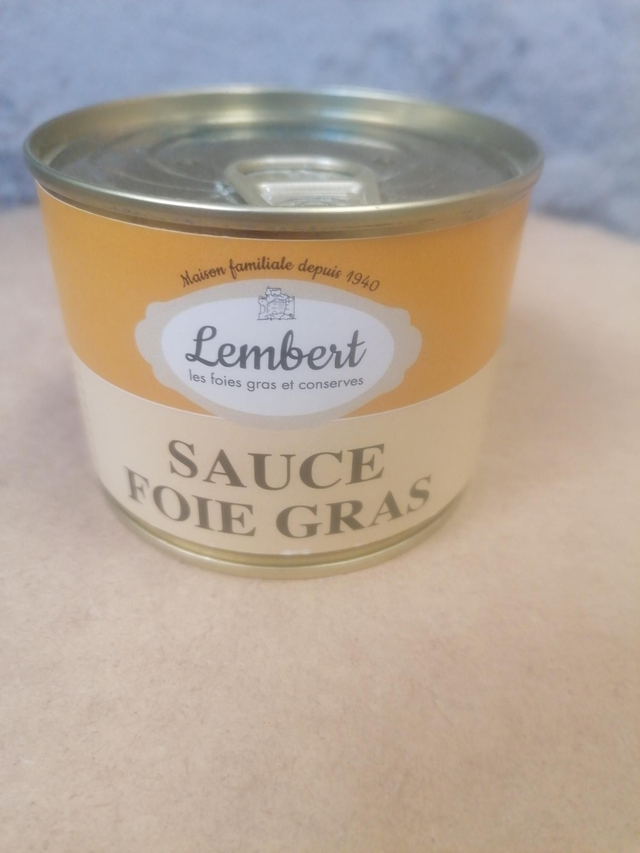 Maison familiale depuis 1940
Lembert
les foies gras et conserves
SAUCE
FOIE GRAS